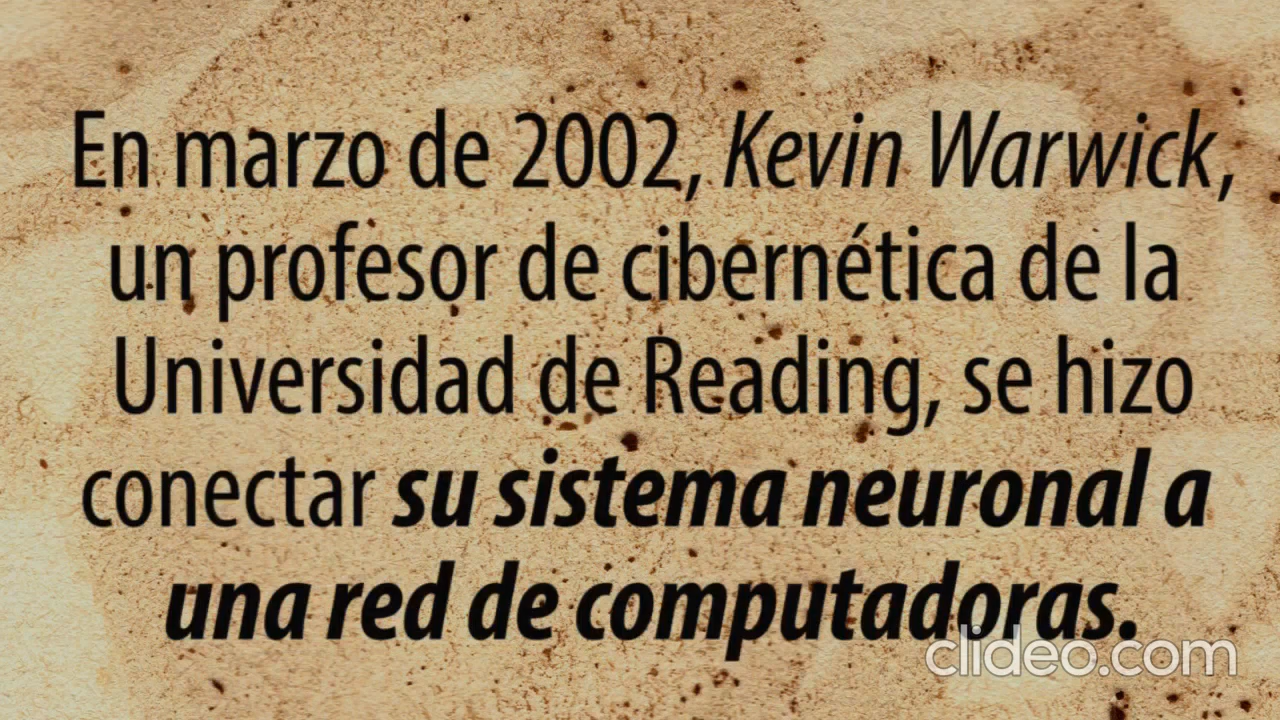 En marzo de 2002, Kevin Warwick,
un profesor de cibernética de la
Universidad de Reading, se hizo
conectar su sistema neuronal a
una red de computadoras.
clideo.com